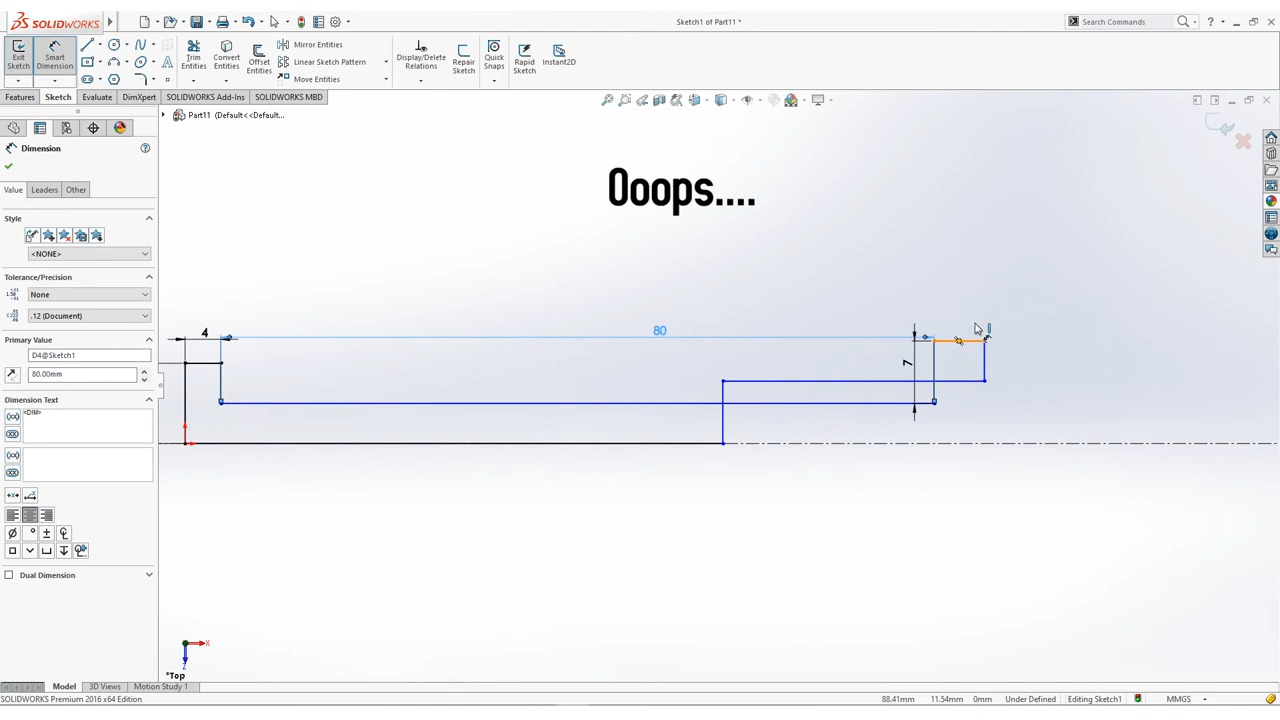 SOLIDWORKS
Sketch1 of Part11 *
Search Commands
?
Exit Sketch
Smart Dimension
Trim Entities
Convert Entities
Offset Entities
Mirror Entities
Linear Sketch Pattern
Move Entities
Display/Delete Relations
Repair Sketch
Quick Snaps
Rapid Sketch
Instant2D
Features
Sketch
Evaluate
DimXpert
SOLIDWORKS Add-Ins
SOLIDWORKS MBD
Part11 (Default<<Default...
Dimension
Value
Leaders
Other
Style
<NONE>
Tolerance/Precision
None
.12 (Document)
Primary Value
D4@Sketch1
80.00mm
Dimension Text
<DIM>
Dual Dimension
Ooops....
4
80
7
X
Z
*Top
Model
3D Views
Motion Study 1
SOLIDWORKS Premium 2016 x64 Edition
88.41mm
11.54mm
0mm
Under Defined
Editing Sketch1
MMGS